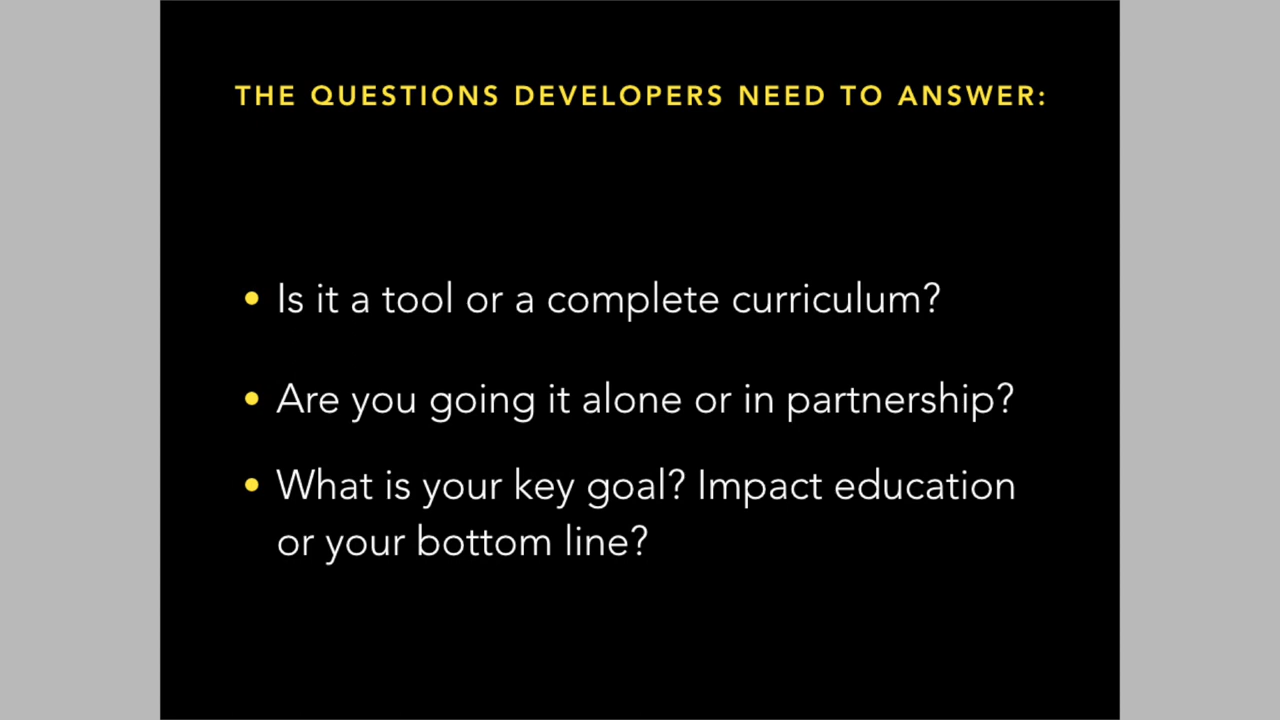 THE QUESTIONS DEVELOPERS NEED TO ANSWER:
• Is it a tool or a complete curriculum?
• Are you going it alone or in partnership?
• What is your key goal? Impact education
or your bottom line?